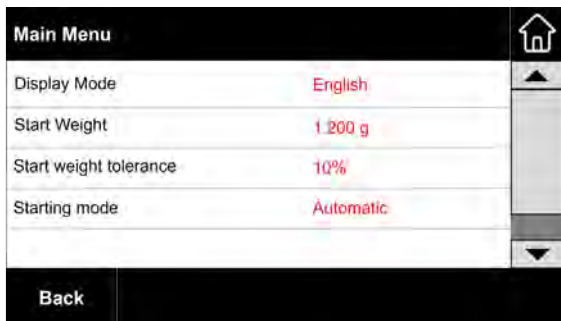 Main Menu
Display Mode English
Start Weight 1.200 g
Start weight tolerance 10%
Starting mode Automatic
Back